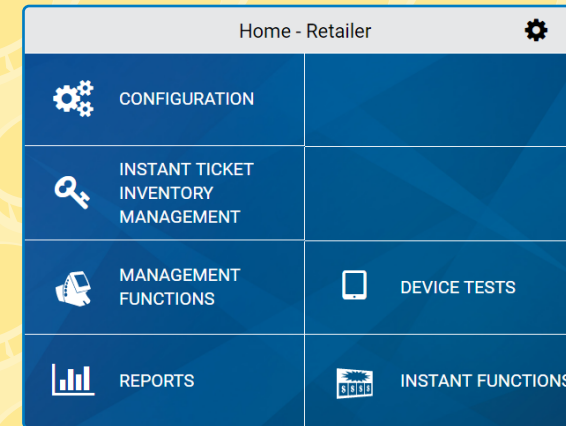 Home - Retailer
CONFIGURATION
INSTANT TICKET
INVENTORY
MANAGEMENT
MANAGEMENT
FUNCTIONS
DEVICE TESTS
REPORTS
INSTANT FUNCTIONS